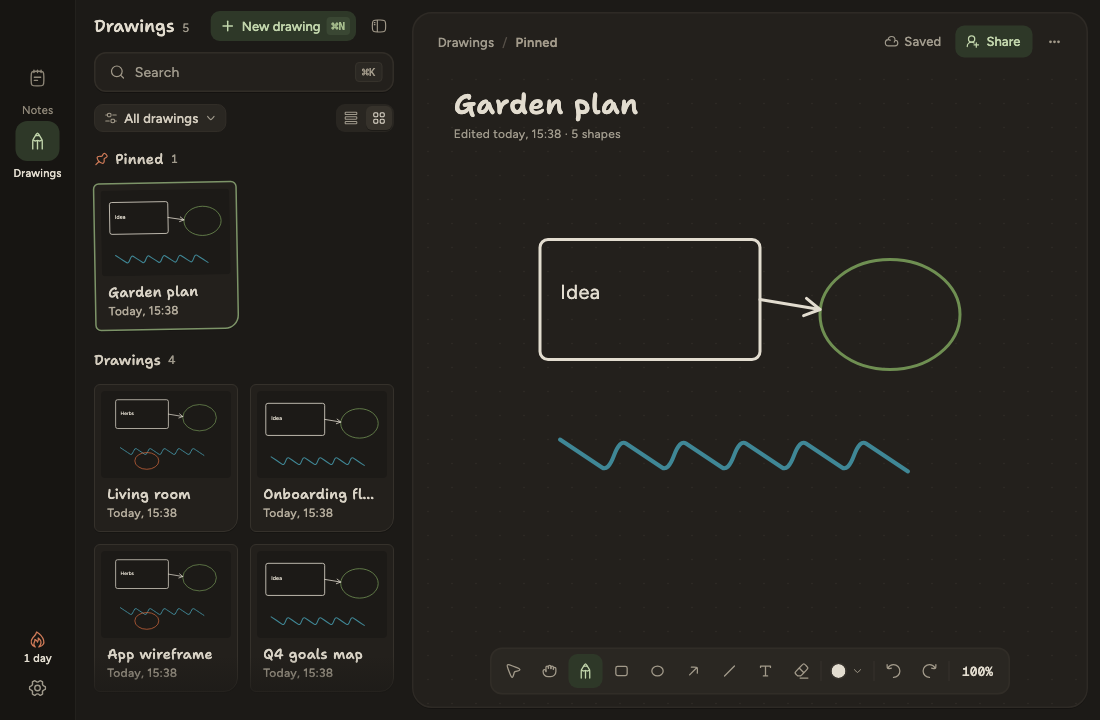 Notes
Drawings
1 day
Drawings 5
New drawing ⌘N
Search ⌘K
All drawings
Pinned 1
Idea
Garden plan
Today, 15:38
Drawings 4
Herbs
Living room
Today, 15:38
Idea
Onboarding fl...
Today, 15:38
Herbs
App wireframe
Today, 15:38
Idea
Q4 goals map
Today, 15:38
Drawings / Pinned
Saved
Share
Garden plan
Edited today, 15:38 · 5 shapes
Idea
T
100%